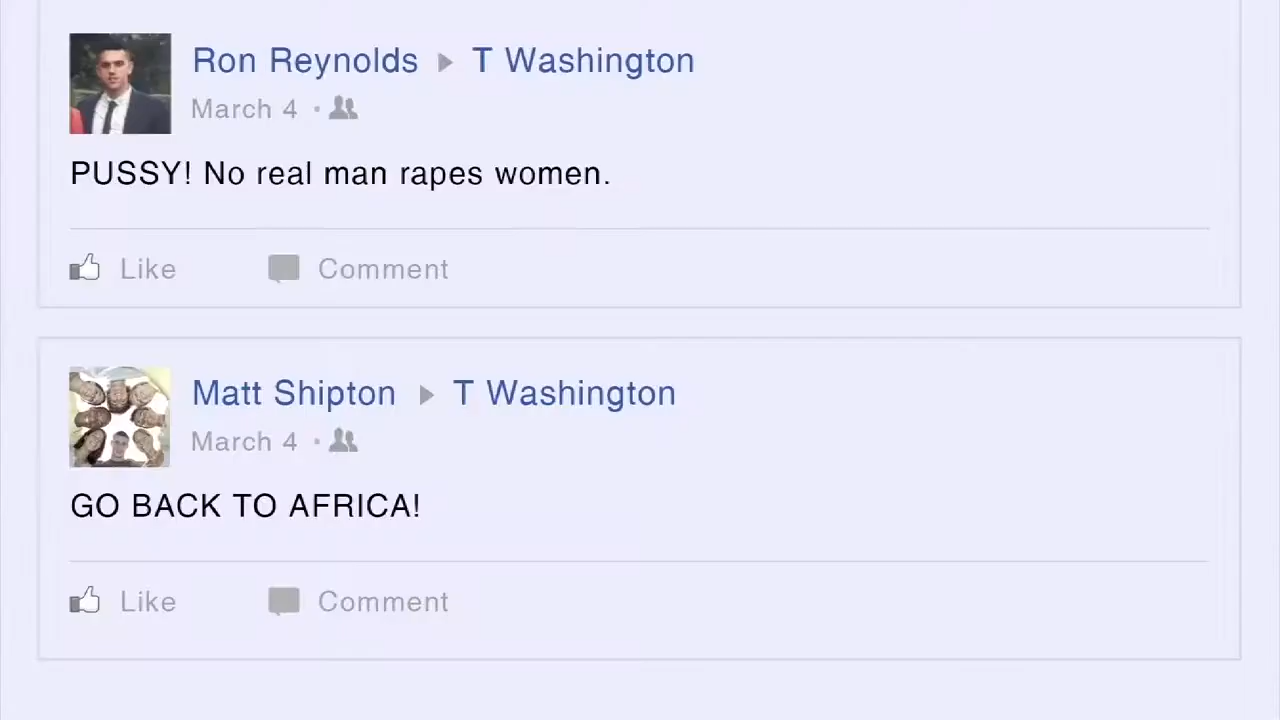 Ron Reynolds ▶ T Washington
March 4 ·
PUSSY! No real man rapes women.
Like Comment
Matt Shipton ▶ T Washington
March 4 ·
GO BACK TO AFRICA!
Like Comment